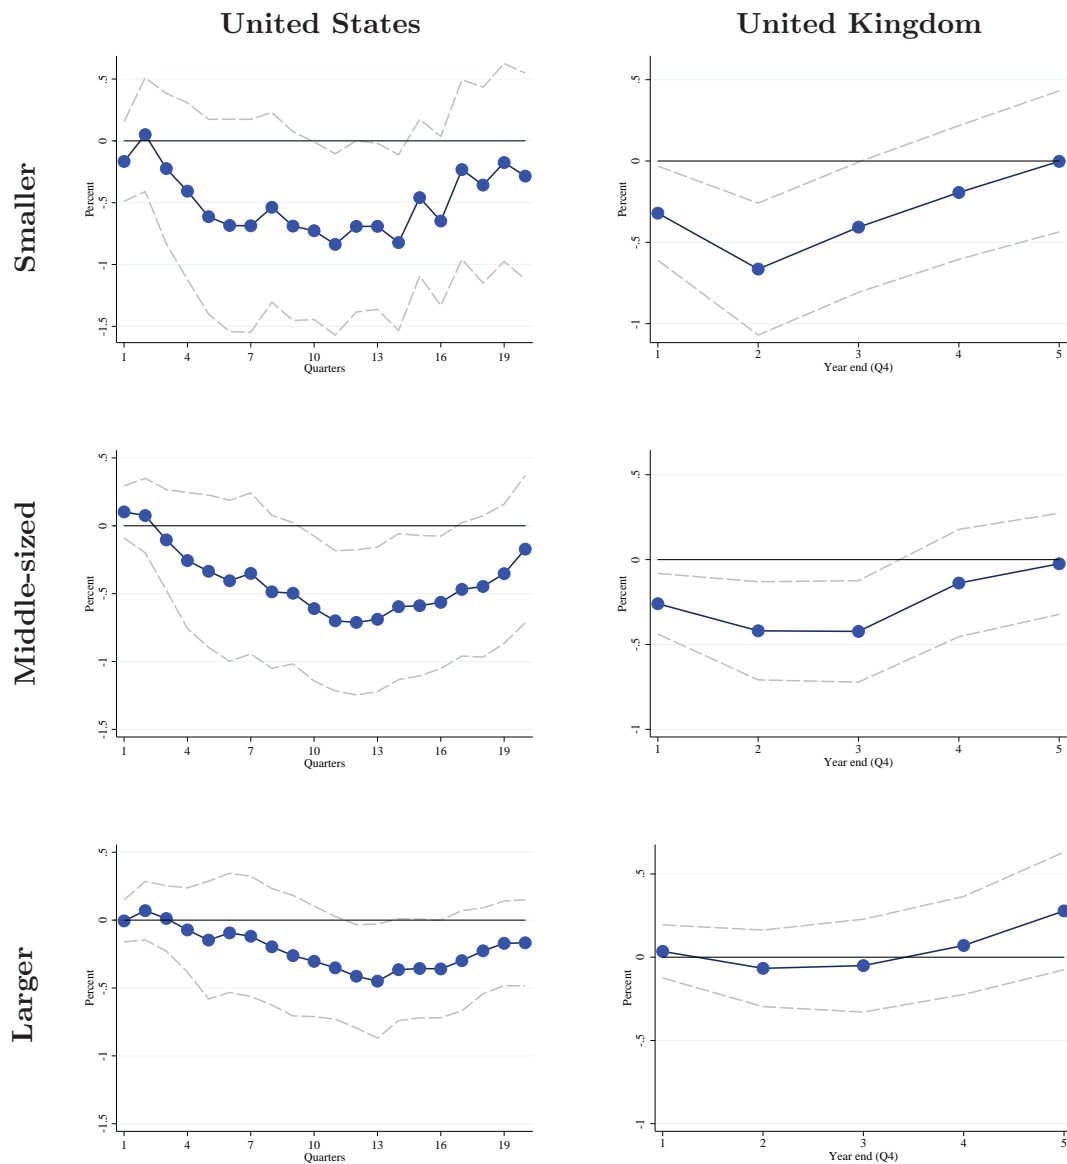 United States
United Kingdom
Smaller
Percent
.5
0
-.5
-1
-1.5
1 4 7 10 13 16 19
Quarters
Percent
.5
0
-.5
-1
1 2 3 4 5
Year end (Q4)
Middle-sized
Percent
.5
0
-.5
-1
-1.5
1 4 7 10 13 16 19
Quarters
Percent
.5
0
-.5
-1
1 2 3 4 5
Year end (Q4)
Larger
Percent
.5
0
-.5
-1
-1.5
1 4 7 10 13 16 19
Quarters
Percent
.5
0
-.5
-1
1 2 3 4 5
Year end (Q4)